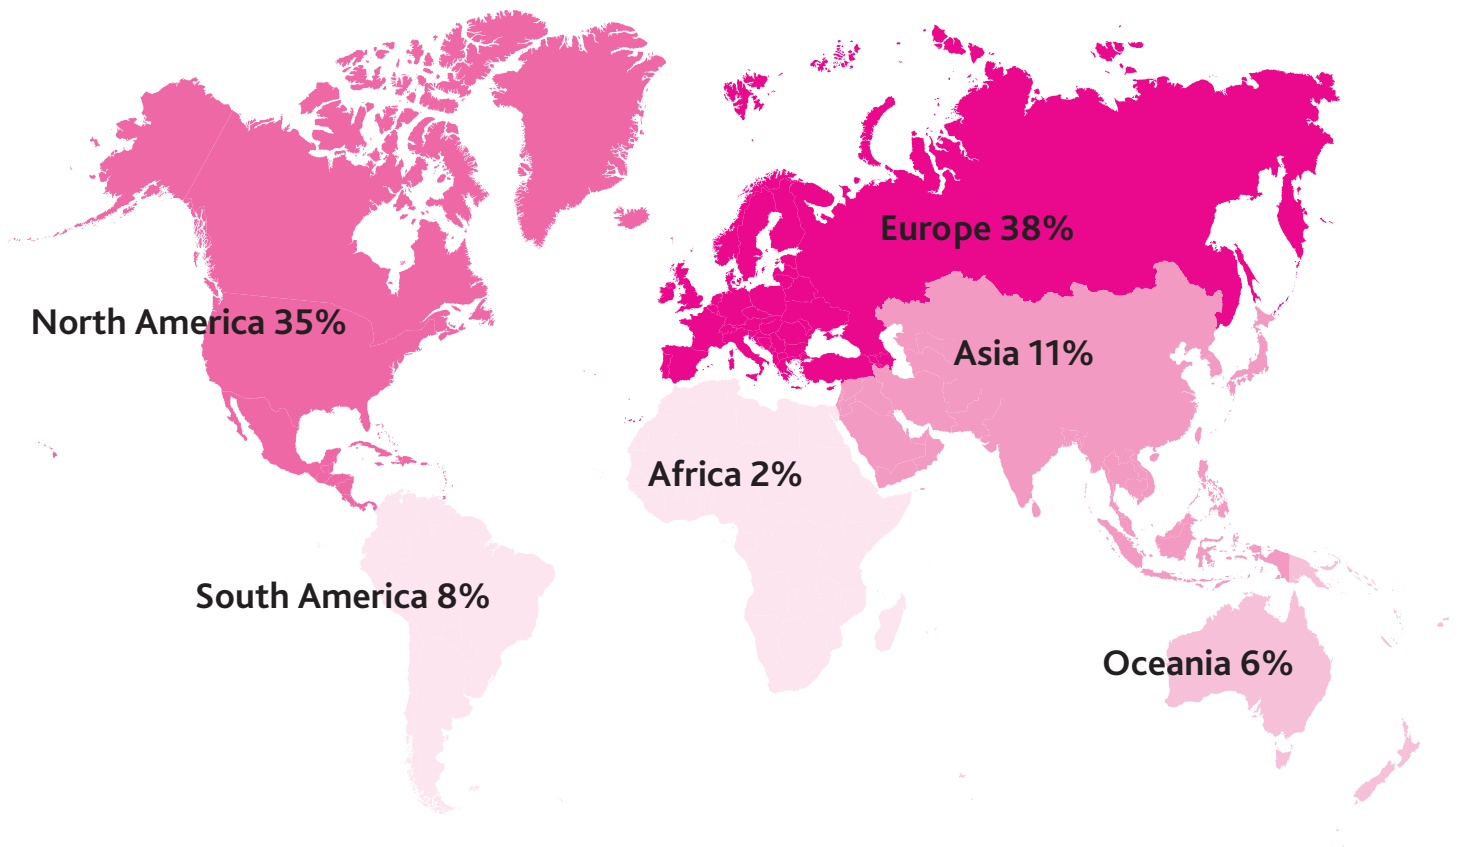 Europe 38%
North America 35%
Asia 11%
Africa 2%
South America 8%
Oceania 6%